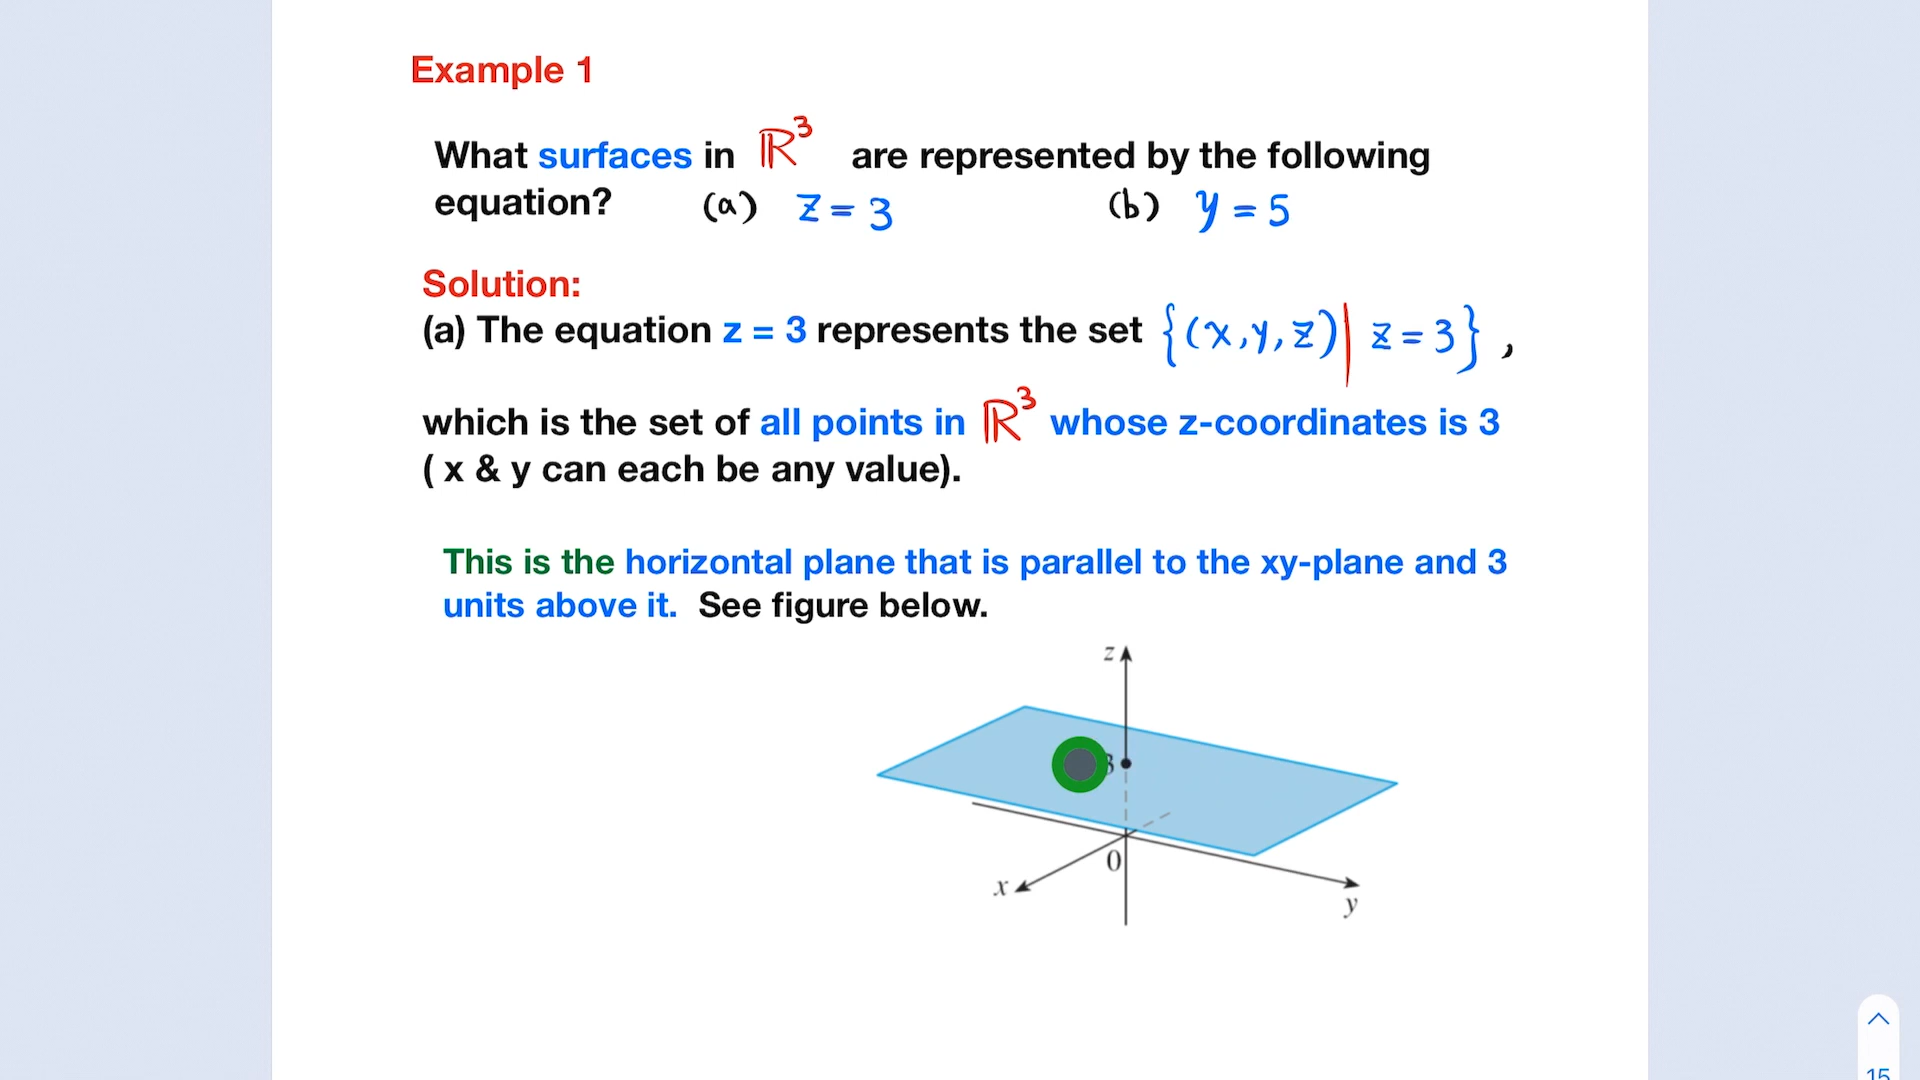 Example 1
What surfaces in ℝ³ are represented by the following
equation? (a) z = 3 (b) y = 5
Solution:
(a) The equation z = 3 represents the set {(x,y,z)| z = 3} ,
which is the set of all points in ℝ³ whose z-coordinates is 3
( x & y can each be any value).
This is the horizontal plane that is parallel to the xy-plane and 3
units above it. See figure below.
z
3
0
x
y
15